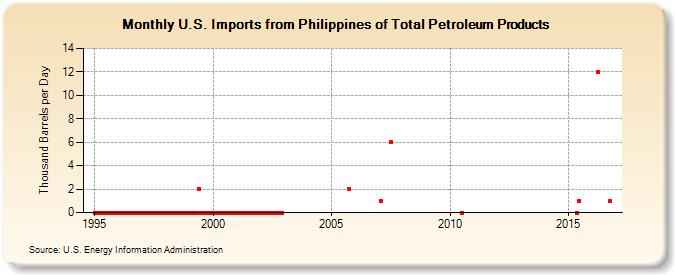 Monthly U.S. Imports from Philippines of Total Petroleum Products
Thousand Barrels per Day
14
12
10
8
6
4
2
0
1995 2000 2005 2010 2015
Source: U.S. Energy Information Administration